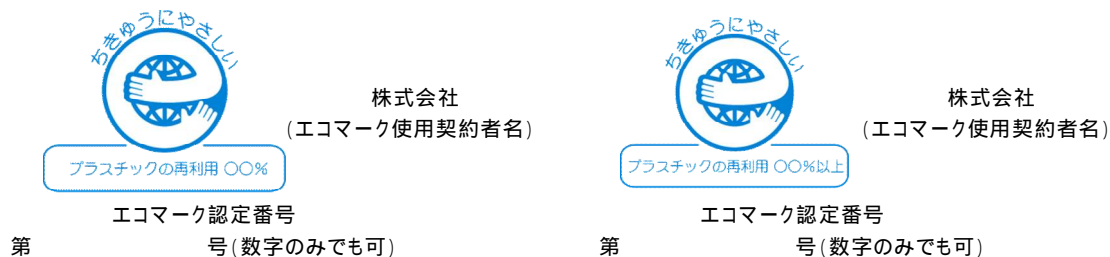 ちきゅうにやさしい
株式会社
(エコマーク使用契約者名)
プラスチックの再利用 〇〇%
エコマーク認定番号
第 号(数字のみでも可)
ちきゅうにやさしい
株式会社
(エコマーク使用契約者名)
プラスチックの再利用 〇〇%以上
エコマーク認定番号
第 号(数字のみでも可)